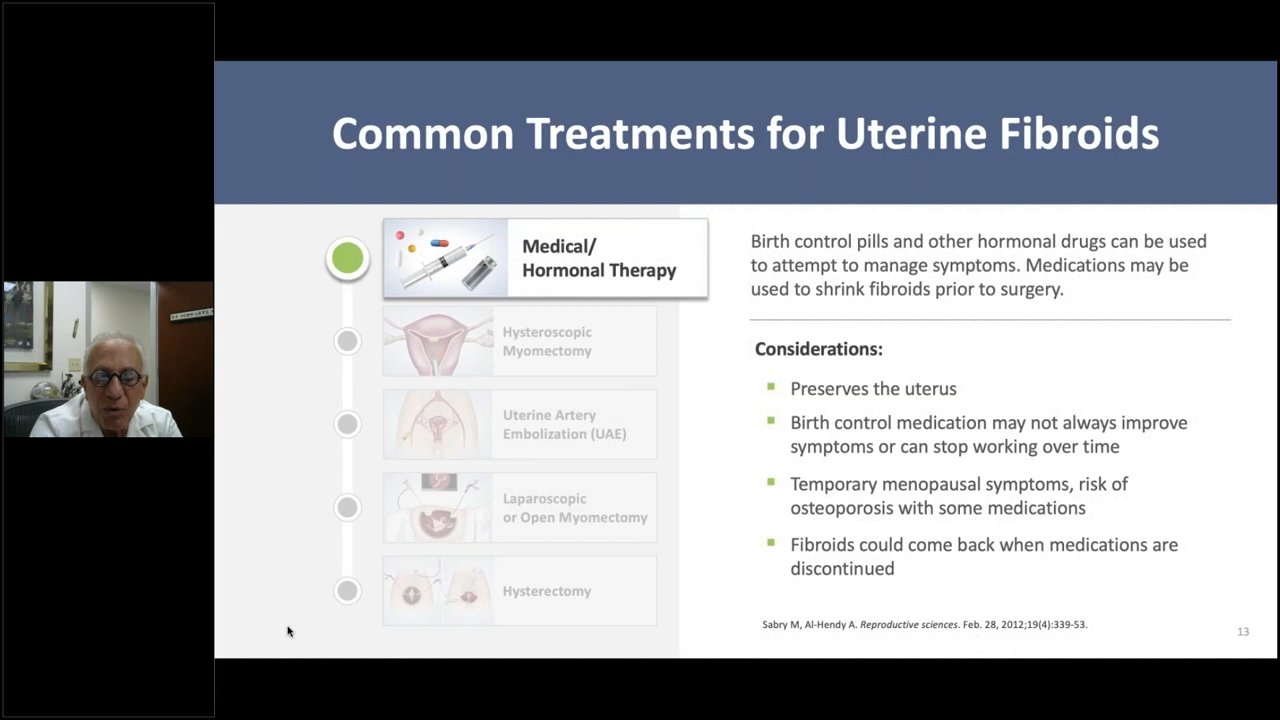 Common Treatments for Uterine Fibroids
Medical/
Hormonal Therapy
Hysteroscopic
Myomectomy
Uterine Artery
Embolization (UAE)
Laparoscopic
or Open Myomectomy
Hysterectomy
Birth control pills and other hormonal drugs can be used
to attempt to manage symptoms. Medications may be
used to shrink fibroids prior to surgery.
Considerations:
Preserves the uterus
Birth control medication may not always improve
symptoms or can stop working over time
Temporary menopausal symptoms, risk of
osteoporosis with some medications
Fibroids could come back when medications are
discontinued
Sabry M, Al-Hendy A. Reproductive sciences. Feb. 28, 2012;19(4):339-53.
13